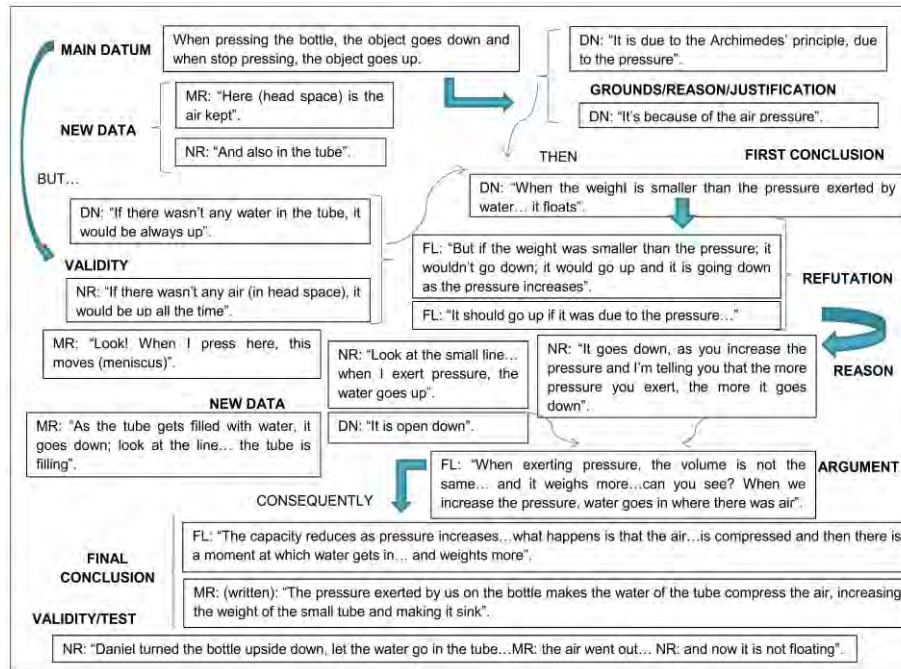 MAIN DATUM
When pressing the bottle, the object goes down and
when stop pressing, the object goes up.
DN: “It is due to the Archimedes’ principle, due
to the pressure”.
GROUNDS/REASON/JUSTIFICATION
DN: “It’s because of the air pressure”.
NEW DATA
MR: “Here (head space) is the
air kept”.
NR: “And also in the tube”.
THEN
FIRST CONCLUSION
DN: “When the weight is smaller than the pressure exerted by
water… it floats”.
BUT…
DN: “If there wasn’t any water in the tube, it
would be always up”.
VALIDITY
NR: “If there wasn’t any air (in head space), it
would be up all the time”.
FL: “But if the weight was smaller than the pressure; it
wouldn’t go down; it would go up and it is going down
as the pressure increases”.
REFUTATION
FL: “It should go up if it was due to the pressure…”
MR: “Look! When I press here, this
moves (meniscus)”.
NR: “Look at the small line…
when I exert pressure, the
water goes up”.
NR: “It goes down, as you increase the
pressure and I’m telling you that the more
pressure you exert, the more it goes
down”.
REASON
NEW DATA
MR: “As the tube gets filled with water, it
goes down; look at the line… the tube is
filling”.
DN: “It is open down”.
FL: “When exerting pressure, the volume is not the
same… and it weighs more…can you see? When we
increase the pressure, water goes in where there was air”.
ARGUMENT
CONSEQUENTLY
FINAL
CONCLUSION
FL: “The capacity reduces as pressure increases…what happens is that the air…is compressed and then there is
a moment at which water gets in… and weights more”.
MR: (written): “The pressure exerted by us on the bottle makes the water of the tube compress the air, increasing
the weight of the small tube and making it sink”.
VALIDITY/TEST
NR: “Daniel turned the bottle upside down, let the water go in the tube…MR: the air went out… NR: and now it is not floating”.